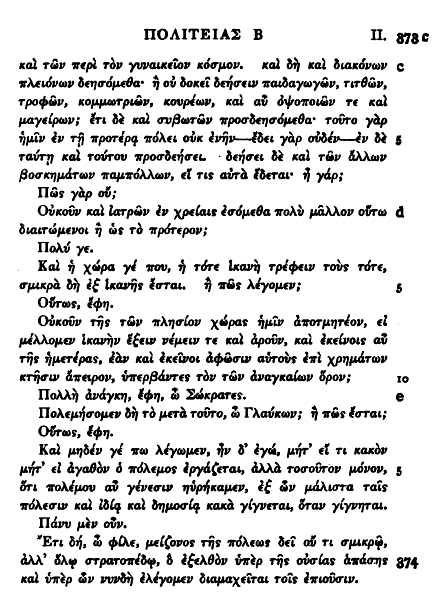 ΠΟΛΙΤΕΙΑΣ Β II. 373 c
καὶ τῶν περὶ τὸν γυναικεῖον κόσμον. καὶ δὴ καὶ διακόνων c
πλειόνων δεησόμεθα· ἢ οὐ δοκεῖ δεήσειν παιδαγωγῶν, τιτθῶν,
τροφῶν, κομμωτριῶν, κουρέων, καὶ αὖ ὀψοποιῶν τε καὶ
μαγείρων; ἔτι δὲ καὶ συβωτῶν προσδεησόμεθα· τοῦτο γὰρ
ἡμῖν ἐν τῇ προτέρᾳ πόλει οὐκ ἐνῆν—ἔδει γὰρ οὐδέν—ἐν δὲ 5
ταύτῃ καὶ τούτου προσδεήσει. δεήσει δὲ καὶ τῶν ἄλλων
βοσκημάτων παμπόλλων, εἴ τις αὐτὰ ἔδεται· ἦ γάρ;
Πῶς γὰρ οὔ;
Οὐκοῦν καὶ ἰατρῶν ἐν χρείαις ἐσόμεθα πολὺ μᾶλλον οὕτω d
διαιτώμενοι ἢ ὡς τὸ πρότερον;
Πολύ γε.
Καὶ ἡ χώρα γέ που, ἡ τότε ἱκανὴ τρέφειν τοὺς τότε,
σμικρὰ δὴ ἐξ ἱκανῆς ἔσται. ἢ πῶς λέγομεν; 5
Οὕτως, ἔφη.
Οὐκοῦν τῆς τῶν πλησίον χώρας ἡμῖν ἀποτμητέον, εἰ
μέλλομεν ἱκανὴν ἕξειν νέμειν τε καὶ ἀροῦν, καὶ ἐκείνοις αὖ
τῆς ἡμετέρας, ἐὰν καὶ ἐκεῖνοι ἀφῶσιν αὑτοὺς ἐπὶ χρημάτων
κτῆσιν ἄπειρον, ὑπερβάντες τὸν τῶν ἀναγκαίων ὅρον; 10
Πολλὴ ἀνάγκη, ἔφη, ὦ Σώκρατες. e
Πολεμήσομεν δὴ τὸ μετὰ τοῦτο, ὦ Γλαύκων; ἢ πῶς ἔσται;
Οὕτως, ἔφη.
Καὶ μηδέν γέ πω λέγωμεν, ἦν δ' ἐγώ, μήτ' εἴ τι κακὸν
μήτ' εἰ ἀγαθὸν ὁ πόλεμος ἐργάζεται, ἀλλὰ τοσοῦτον μόνον, 5
ὅτι πολέμου αὖ γένεσιν ηὑρήκαμεν, ἐξ ὧν μάλιστα ταῖς
πόλεσιν καὶ ἰδίᾳ καὶ δημοσίᾳ κακὰ γίγνεται, ὅταν γίγνηται.
Πάνυ μὲν οὖν.
Ἔτι δή, ὦ φίλε, μείζονος τῆς πόλεως δεῖ οὔ τι σμικρῷ,
ἀλλ' ὅλῳ στρατοπέδῳ, ὃ ἐξελθὸν ὑπὲρ τῆς οὐσίας ἁπάσης 374
καὶ ὑπὲρ ὧν νυνδὴ ἐλέγομεν διαμαχεῖται τοῖς ἐπιοῦσιν.